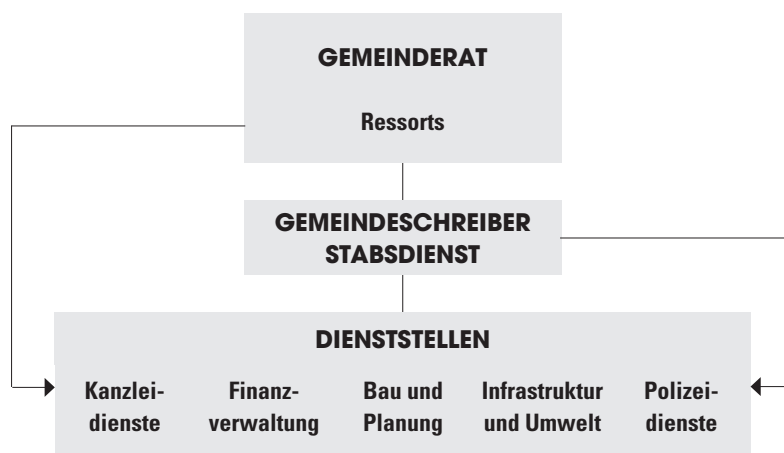 GEMEINDERAT
Ressorts
GEMEINDESCHREIBER
STABSDIENST
DIENSTSTELLEN
Kanzlei-
dienste
Finanz-
verwaltung
Bau und
Planung
Infrastruktur
und Umwelt
Polizei-
dienste